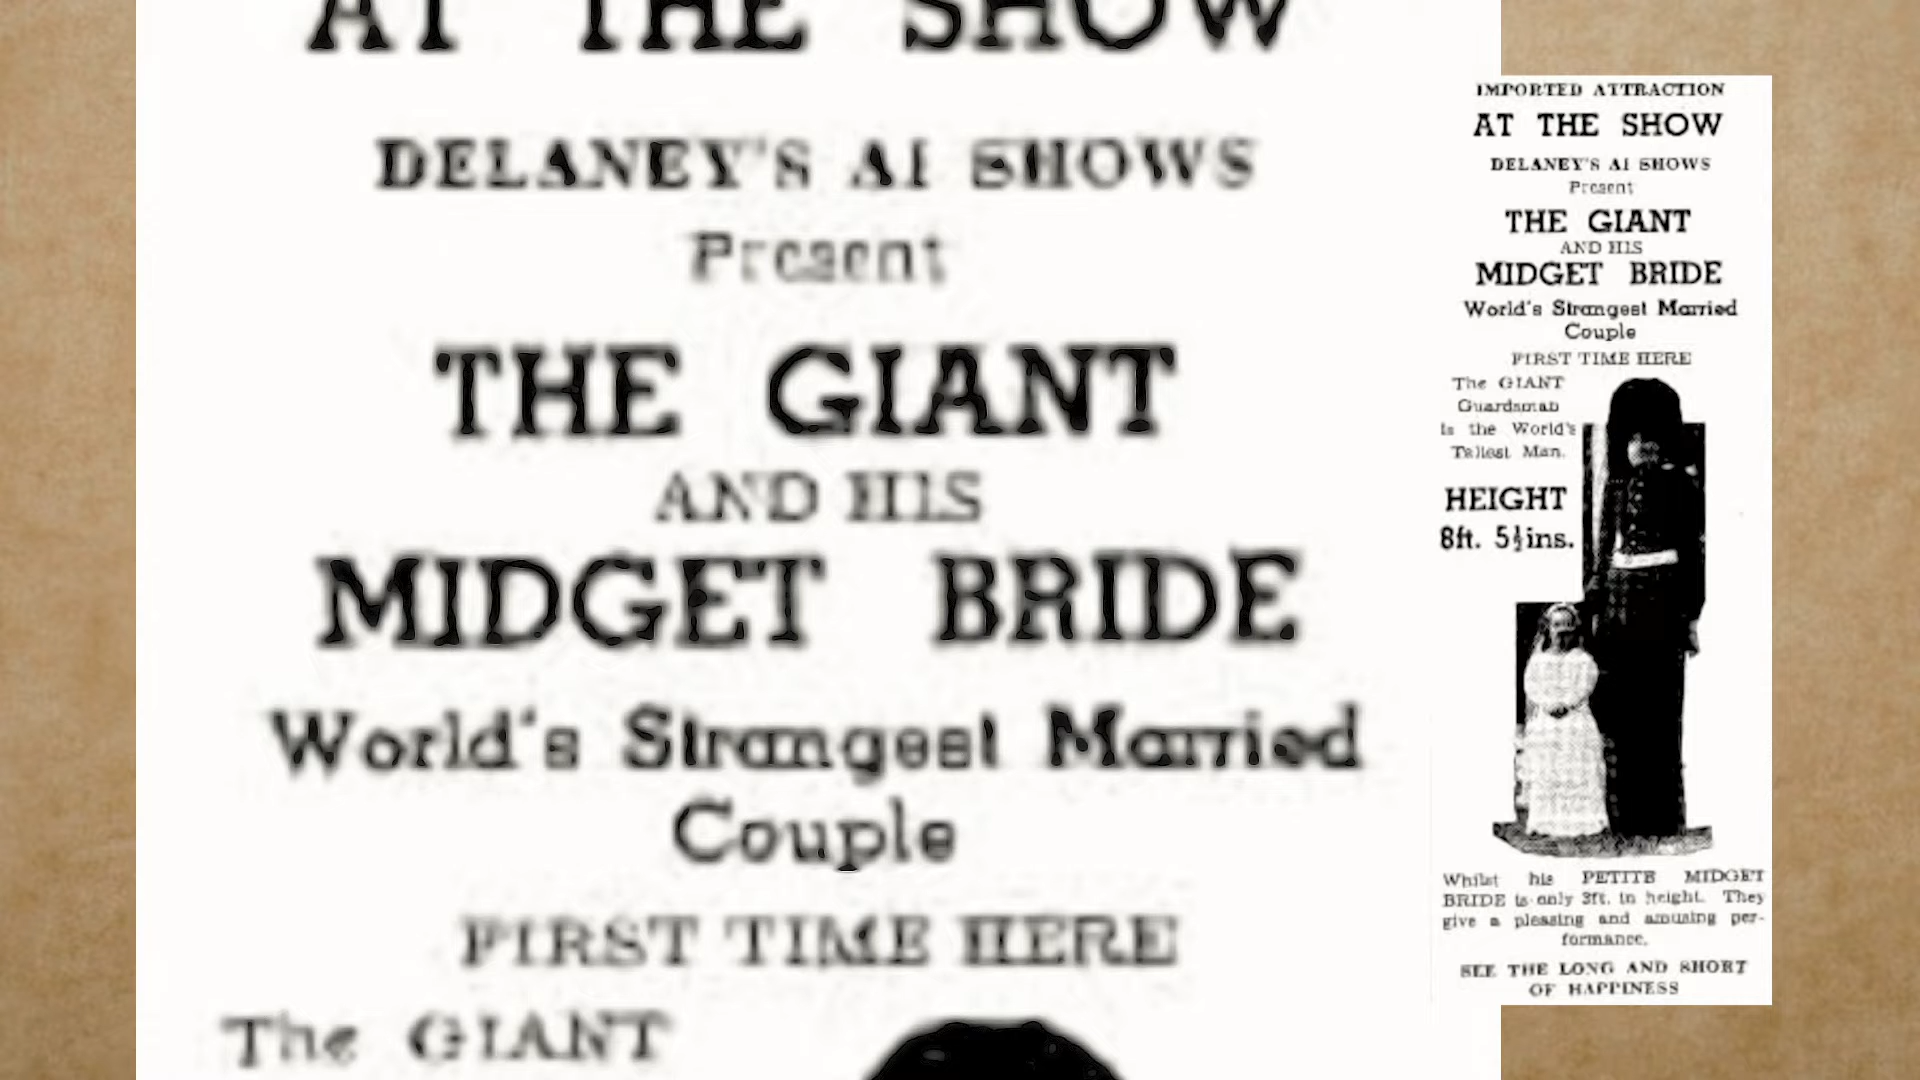 AT THE SHOW
DELANEY'S A1 SHOWS
Present
THE GIANT
AND HIS
MIDGET BRIDE
World's Strangest Married
Couple
FIRST TIME HERE
The GIANT
IMPORTED ATTRACTION
AT THE SHOW
DELANEY'S A1 SHOWS
Present
THE GIANT
AND HIS
MIDGET BRIDE
World's Strangest Married
Couple
FIRST TIME HERE
The GIANT
Guardsman
is the World's
Tallest Man.
HEIGHT
8ft. 5½ins.
Whilst his PETITE MIDGET
BRIDE is only 3ft. in height. They
give a pleasing and amusing per-
formance.
SEE THE LONG AND SHORT
OF HAPPINESS